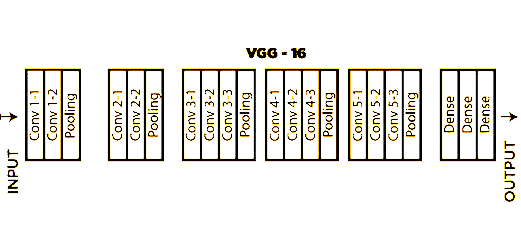 VGG - 16
INPUT
Conv 1-1
Conv 1-2
Pooling
Conv 2-1
Conv 2-2
Pooling
Conv 3-1
Conv 3-2
Conv 3-3
Pooling
Conv 4-1
Conv 4-2
Conv 4-3
Pooling
Conv 5-1
Conv 5-2
Conv 5-3
Pooling
Dense
Dense
Dense
OUTPUT